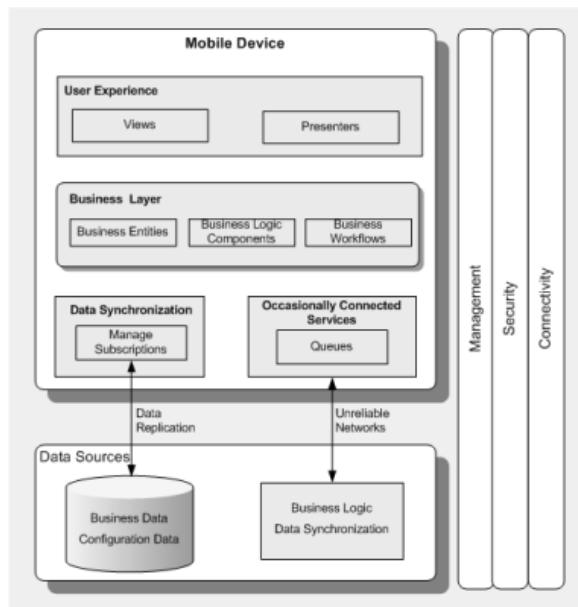 Mobile Device
User Experience
Views
Presenters
Business Layer
Business Entities
Business Logic
Components
Business
Workflows
Data Synchronization
Manage
Subscriptions
Occasionally Connected
Services
Queues
Data
Replication
Unreliable
Networks
Data Sources
Business Data
Configuration Data
Business Logic
Data Synchronization
Management
Security
Connectivity